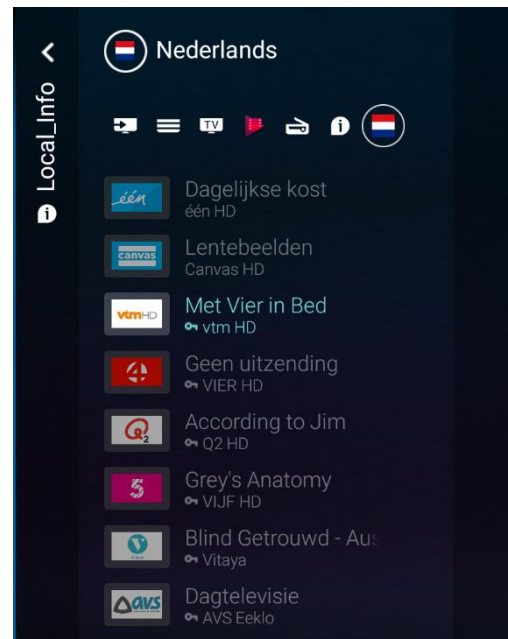 Local_Info
Nederlands
TV
één
Dagelijkse kost
één HD
canvas
Lentebeelden
Canvas HD
vtmHD
Met Vier in Bed
vtm HD
4
Geen uitzending
VIER HD
Q2
According to Jim
Q2 HD
5
Grey's Anatomy
VIJF HD
Blind Getrouwd - Aus
Vitaya
avs
Dagtelevisie
AVS Eeklo